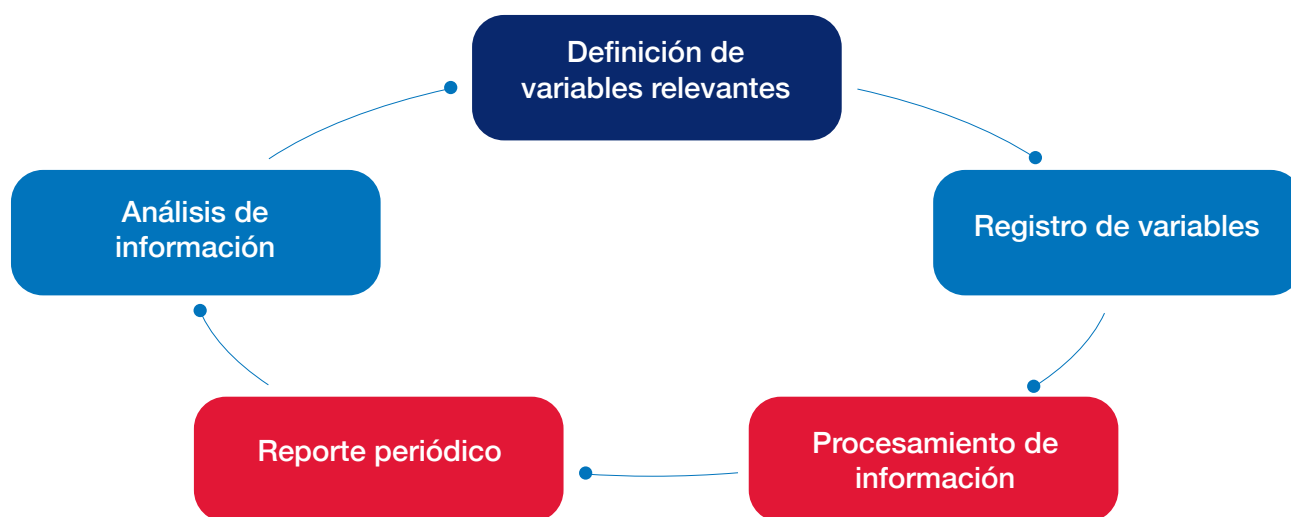 Definición de
variables relevantes
Registro de variables
Procesamiento de
información
Reporte periódico
Análisis de
información